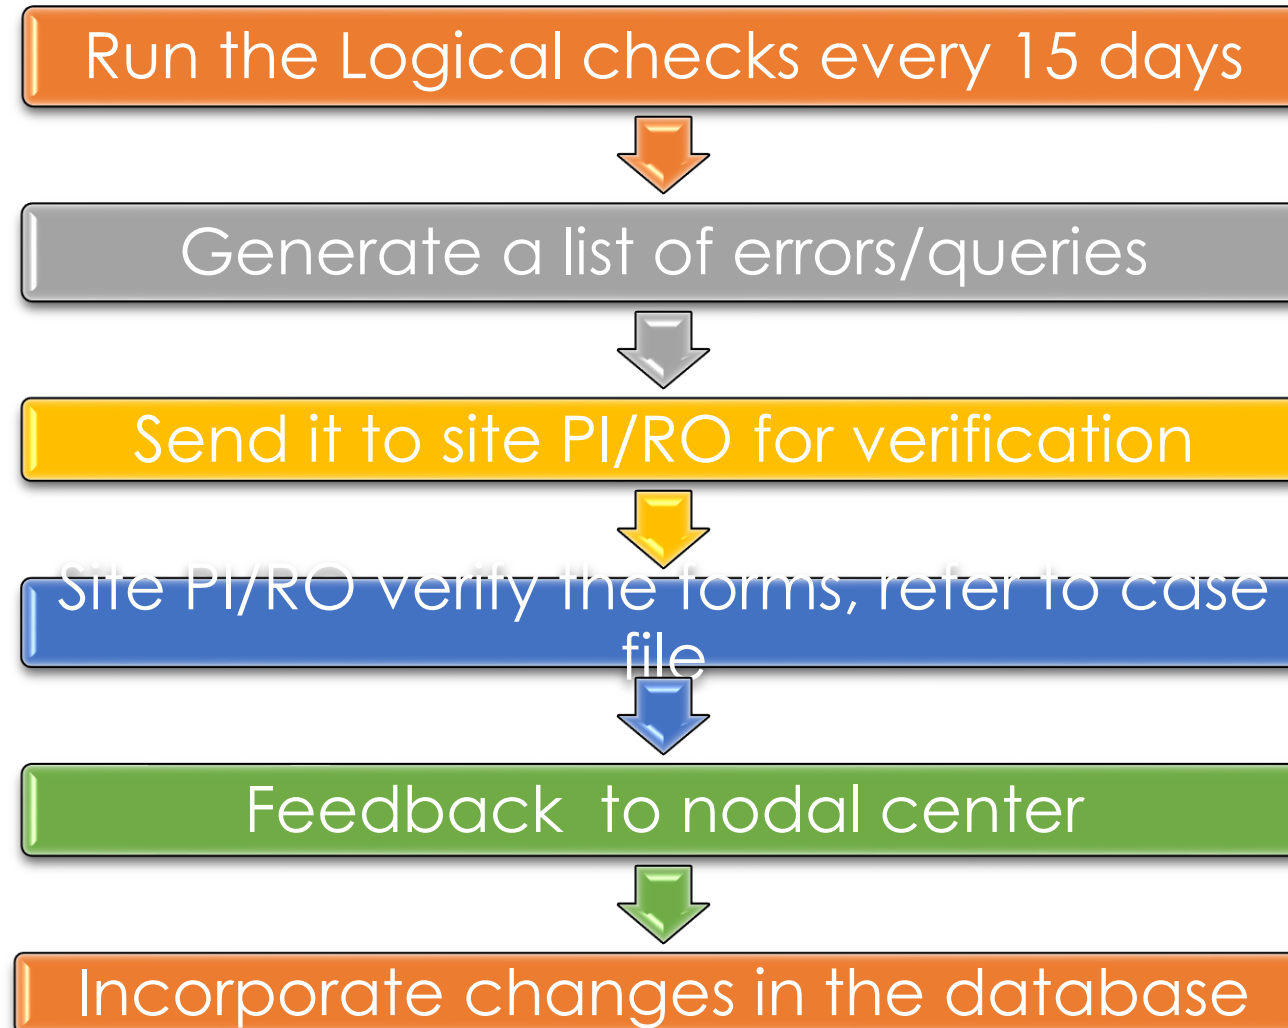 Run the Logical checks every 15 days
Generate a list of errors/queries
Send it to site PI/RO for verification
Site PI/RO verify the forms, refer to case
file
Feedback  to nodal center
Incorporate changes in the database